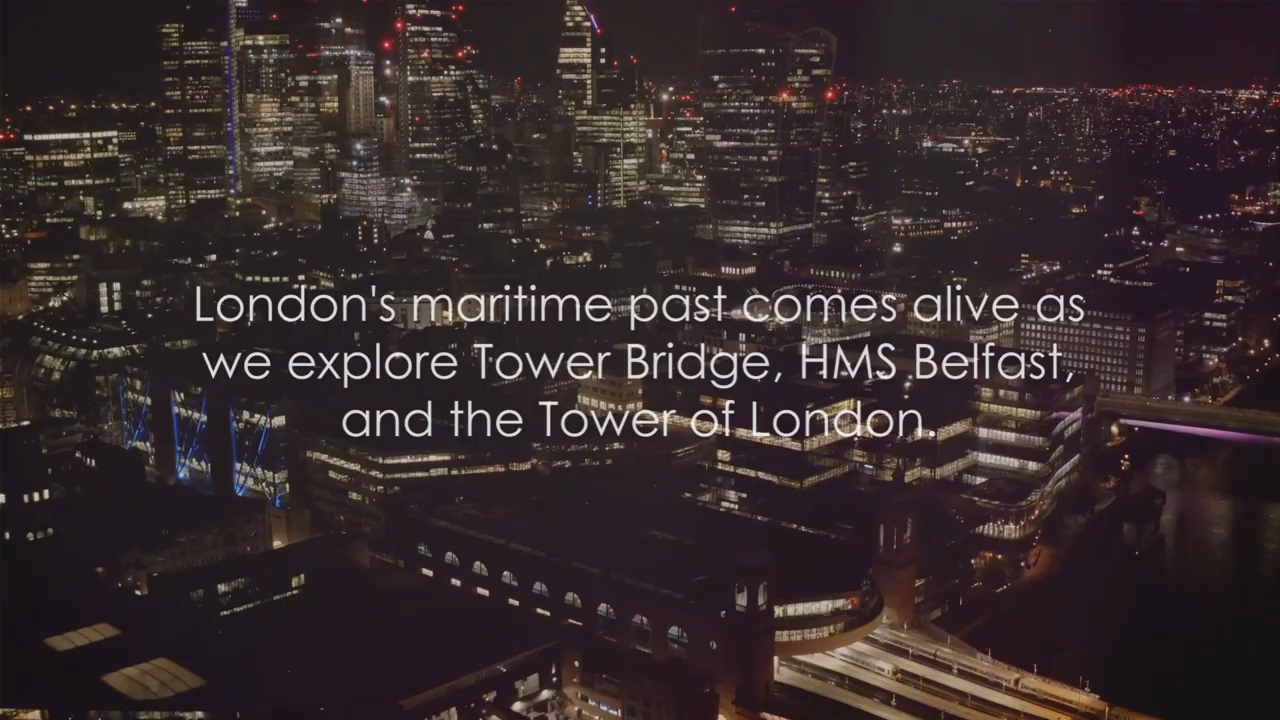 London's maritime past comes alive as
we explore Tower Bridge, HMS Belfast,
and the Tower of London.